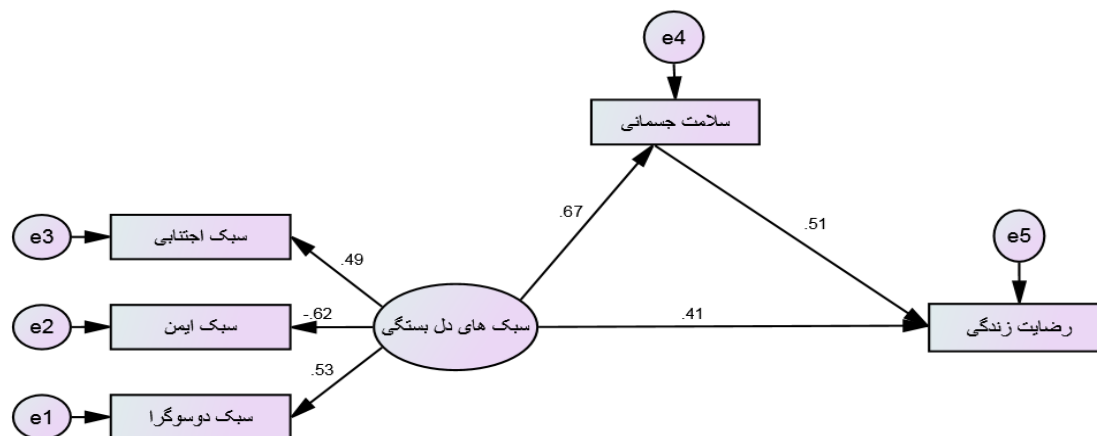 e4
سلامت جسمانی
.67
.51
e3
سبک اجتنابی
.49
e5
e2
سبک ایمن
-.62
سبک های دل بستگی
.41
رضایت زندگی
.53
e1
سبک دوسوگرا